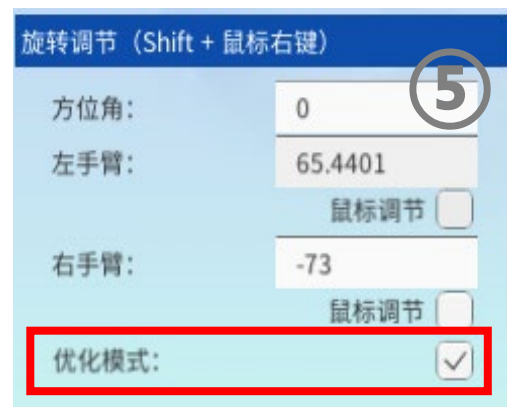 旋转调节（Shift + 鼠标右键）
⑤
方位角： 0
左手臂： 65.4401
鼠标调节
右手臂： -73
鼠标调节
优化模式：